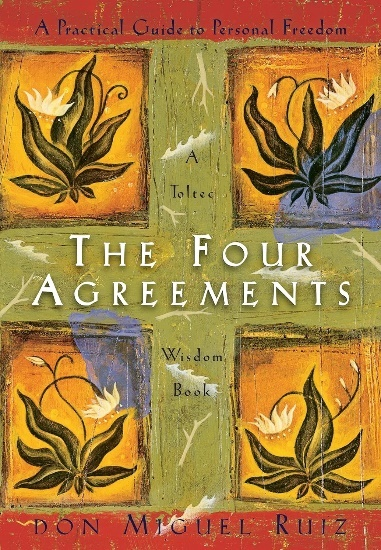 A Practical Guide to Personal Freedom
A
Toltec
THE FOUR
AGREEMENTS
Wisdom
Book
DON MIGUEL RUIZ